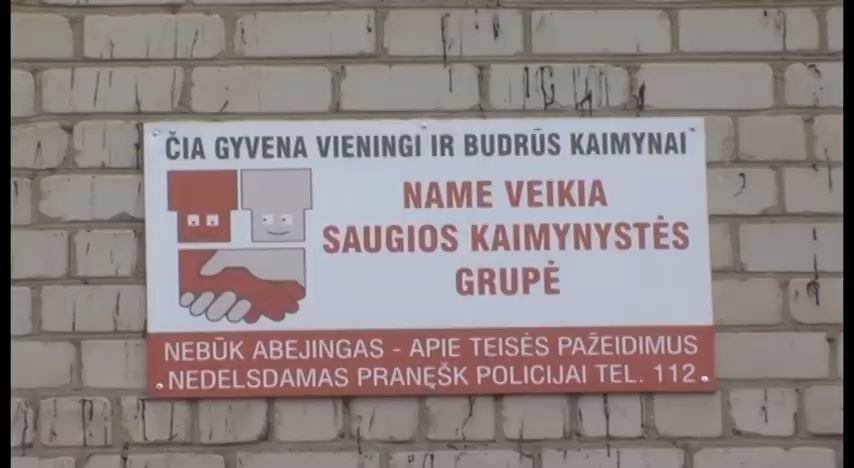 ČIA GYVENA VIENINGI IR BUDRŪS KAIMYNAI
NAME VEIKIA
SAUGIOS KAIMYNYSTĖS
GRUPĖ
NEBŪK ABEJINGAS - APIE TEISĖS PAŽEIDIMUS
NEDELSDAMAS PRANĘŠK POLICIJAI TEL. 112